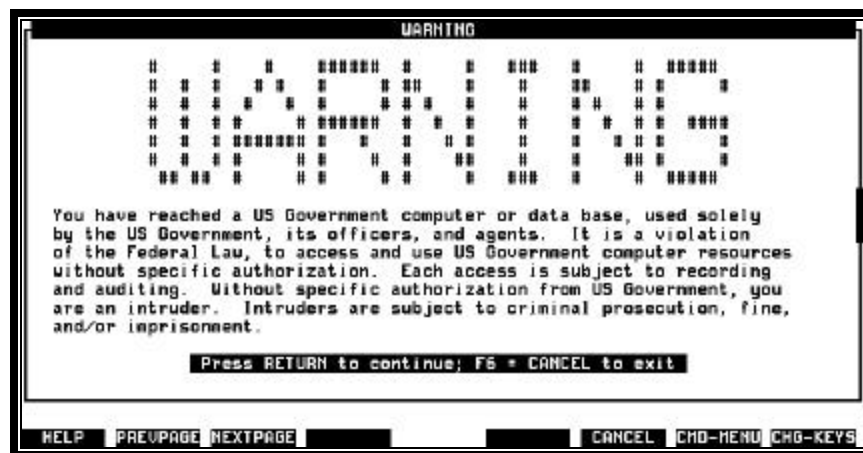 WARNING
WARNING
You have reached a US Government computer or data base, used solely
by the US Government, its officers, and agents. It is a violation
of the Federal Law, to access and use US Government computer resources
without specific authorization. Each access is subject to recording
and auditing. Without specific authorization from US Government, you
are an intruder. Intruders are subject to criminal prosecution, fine,
and/or imprisonment.
Press RETURN to continue; F6 = CANCEL to exit
HELP PREVPAGE NEXTPAGE CANCEL CMD-MENU CHG-KEYS